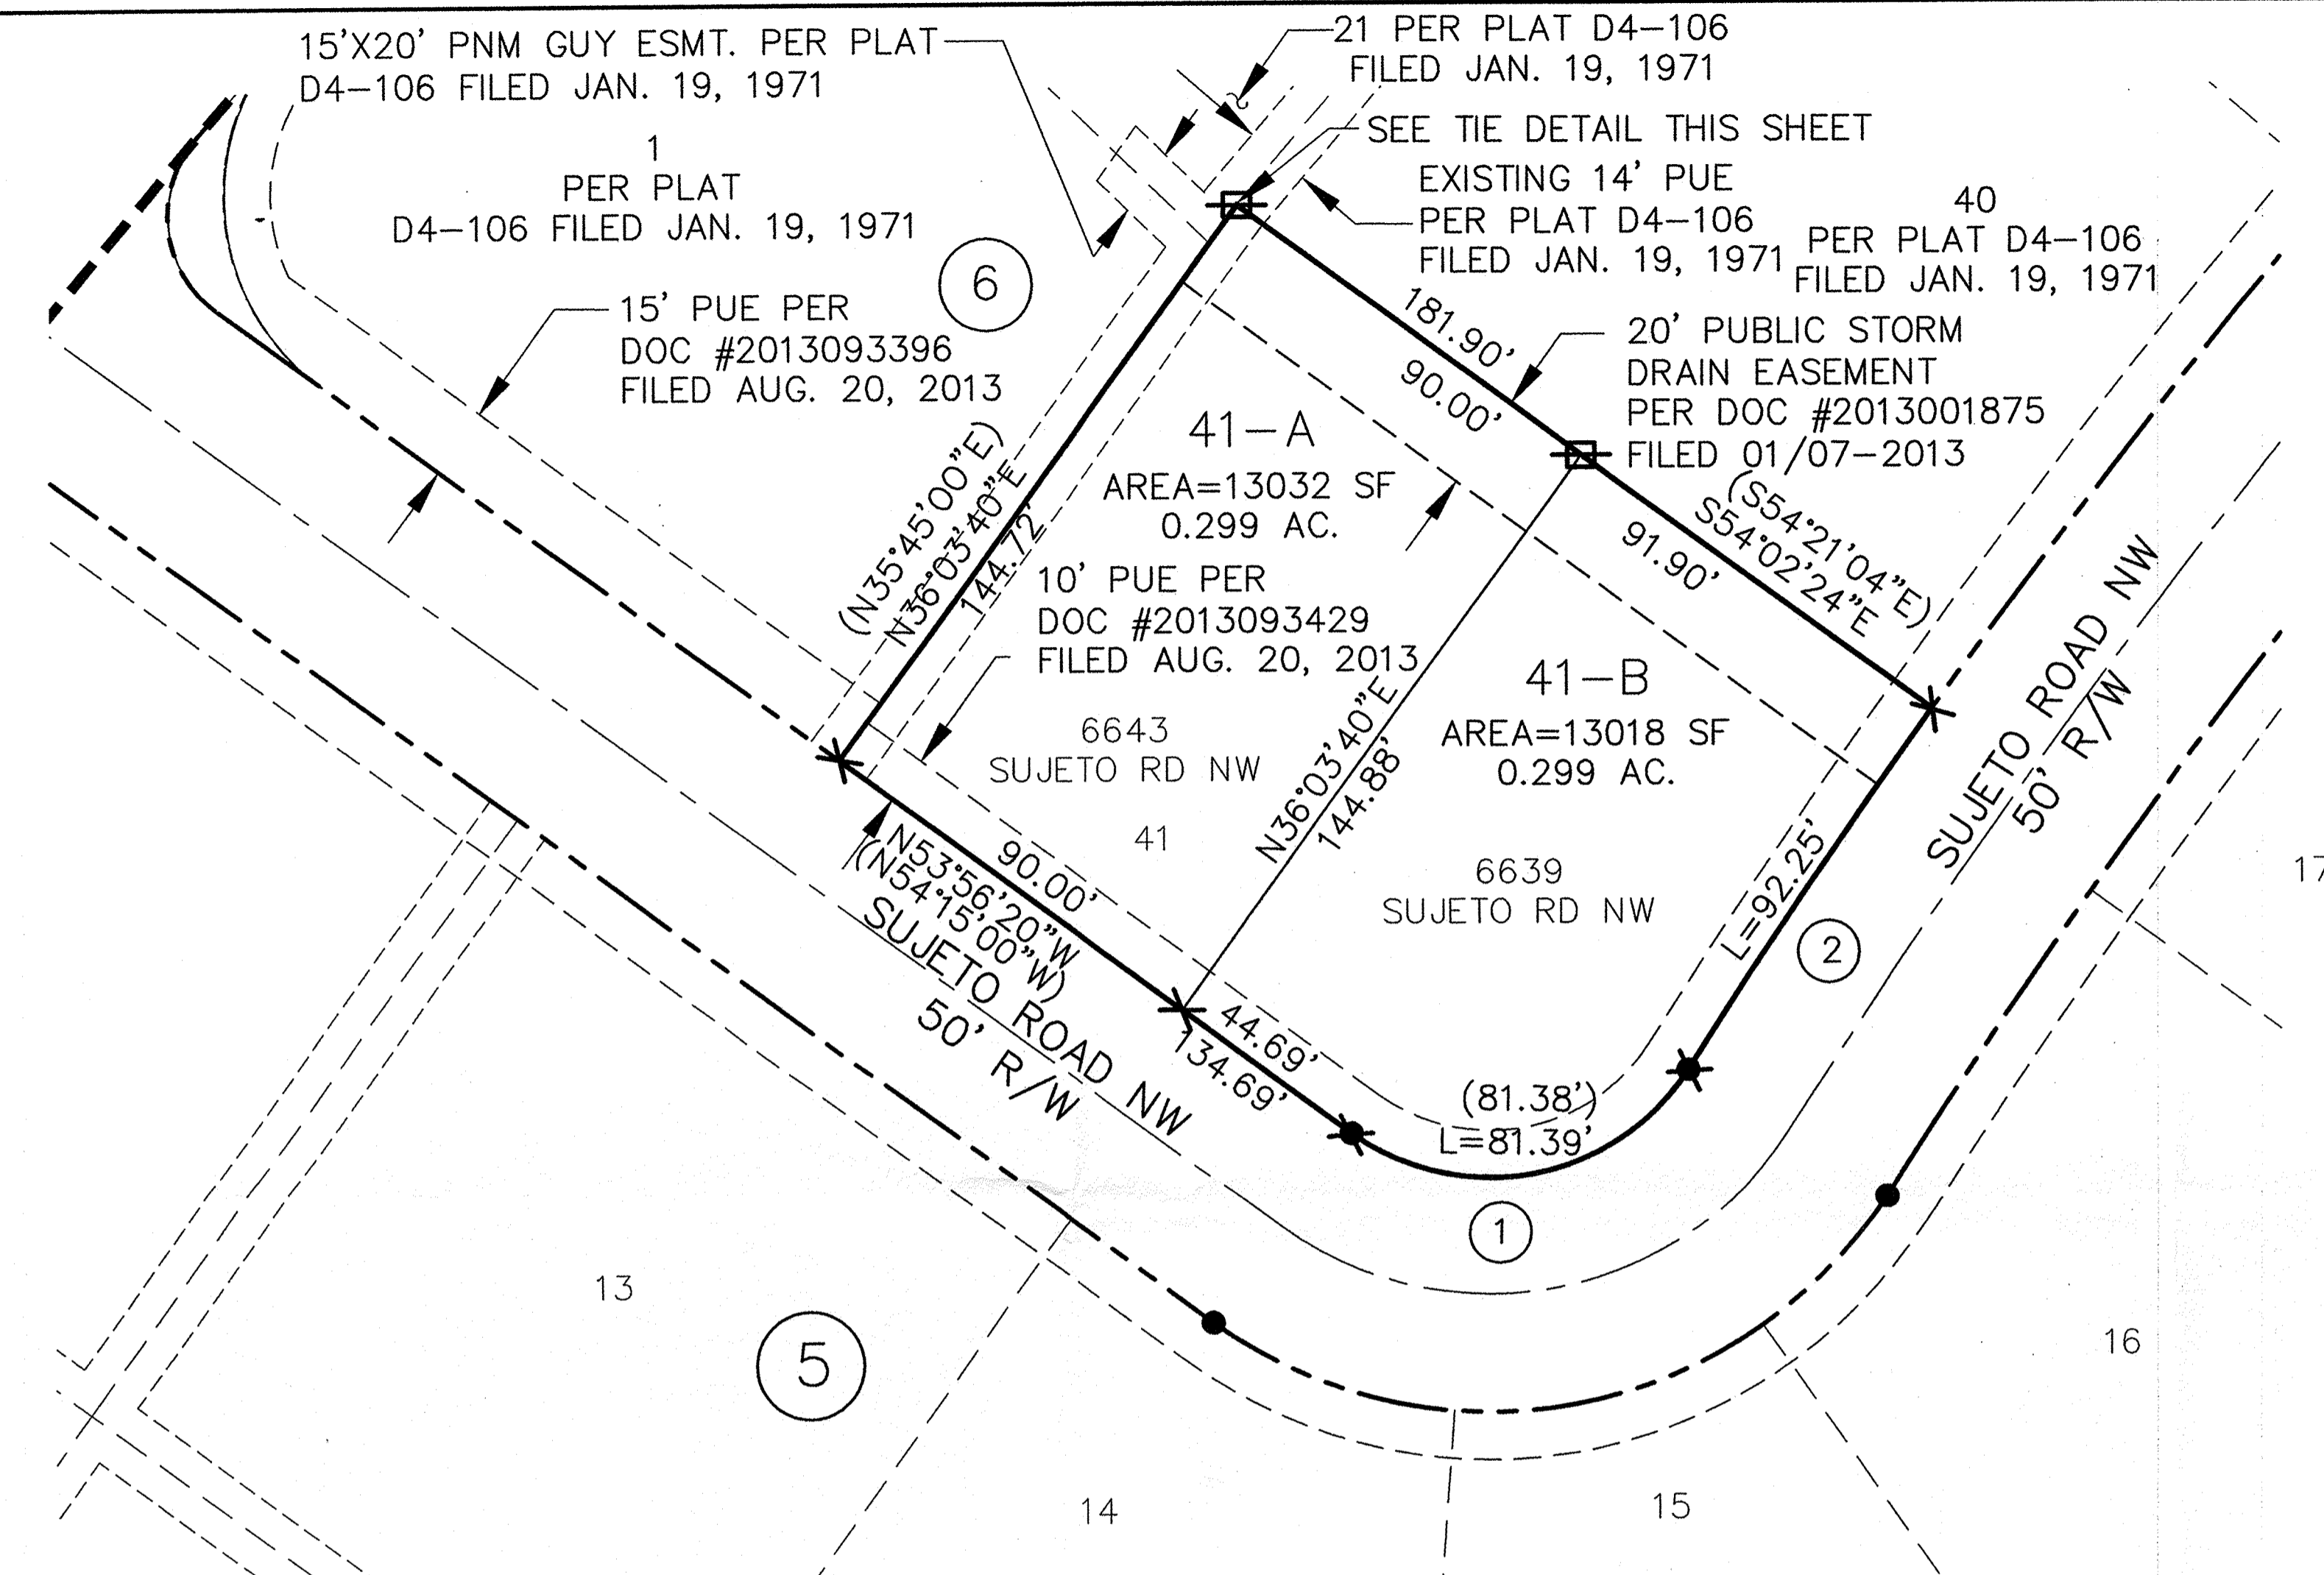 15'X20' PNM GUY ESMT. PER PLAT
D4-106 FILED JAN. 19, 1971
21 PER PLAT D4-106
FILED JAN. 19, 1971
SEE TIE DETAIL THIS SHEET
EXISTING 14' PUE
PER PLAT D4-106
FILED JAN. 19, 1971
40
PER PLAT D4-106
FILED JAN. 19, 1971
1
PER PLAT
D4-106 FILED JAN. 19, 1971
6
15' PUE PER
DOC #2013093396
FILED AUG. 20, 2013
181.90'
90.00'
20' PUBLIC STORM
DRAIN EASEMENT
PER DOC #2013001875
FILED 01/07-2013
41-A
AREA=13032 SF
0.299 AC.
(N35°45'00"E)
N36°03'40"E
144.72'
(S54°21'04"E)
S54°02'24"E
91.90'
10' PUE PER
DOC #2013093429
FILED AUG. 20, 2013
41-B
AREA=13018 SF
0.299 AC.
6643
SUJETO RD NW
41
N36°03'40"E
144.88'
6639
SUJETO RD NW
SUJETO ROAD NW
50' R/W
17
L=92.25'
2
90.00'
N53°56'20"W
(N54°15'00"W)
SUJETO ROAD NW
50' R/W
44.69'
134.69'
(81.38')
L=81.39'
1
13
5
16
14
15